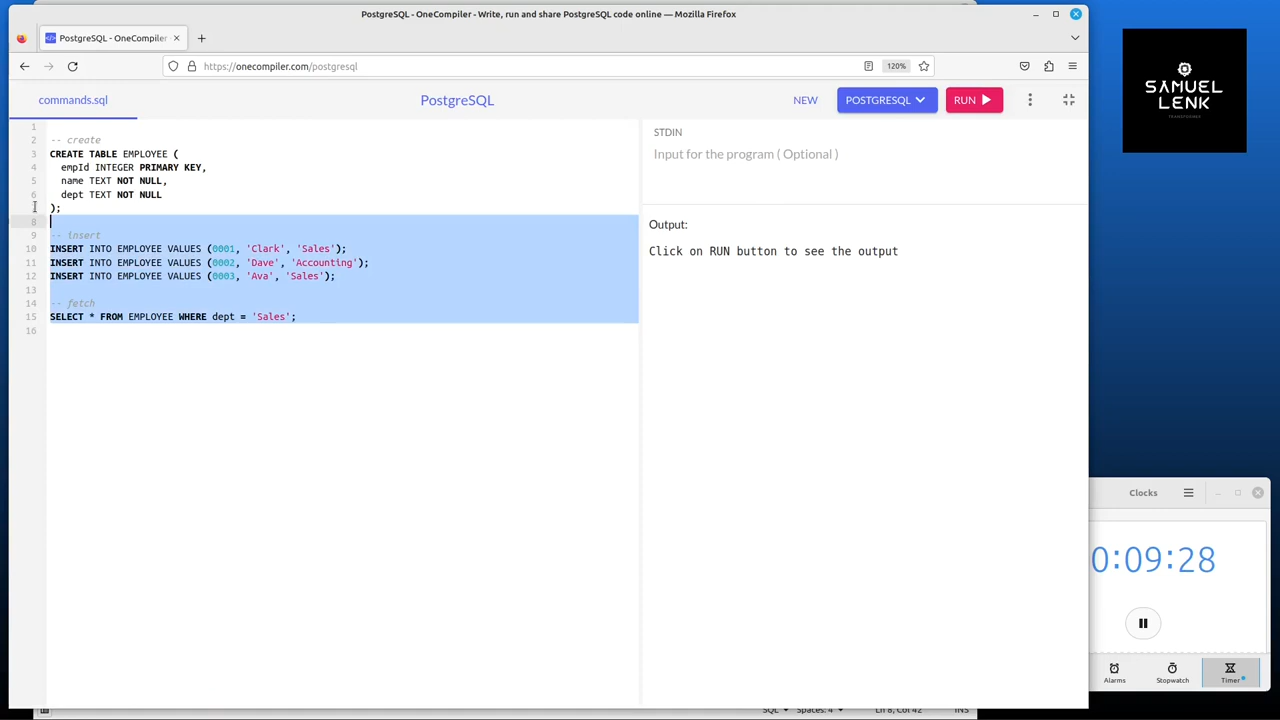 PostgreSQL - OneCompiler - Write, run and share PostgreSQL code online — Mozilla Firefox
PostgreSQL - OneCompiler -
https://onecompiler.com/postgresql
120%
commands.sql
PostgreSQL
NEW
POSTGRESQL
RUN
1
2 -- create
3 CREATE TABLE EMPLOYEE (
4 empId INTEGER PRIMARY KEY,
5 name TEXT NOT NULL,
6 dept TEXT NOT NULL
7 );
8
9 -- insert
10 INSERT INTO EMPLOYEE VALUES (0001, 'Clark', 'Sales');
11 INSERT INTO EMPLOYEE VALUES (0002, 'Dave', 'Accounting');
12 INSERT INTO EMPLOYEE VALUES (0003, 'Ava', 'Sales');
13
14 -- fetch
15 SELECT * FROM EMPLOYEE WHERE dept = 'Sales';
16
STDIN
Input for the program ( Optional )
Output:
Click on RUN button to see the output
SAMUEL
LENK
Clocks
0:09:28
Alarms
Stopwatch
Timer
SQL
Spaces: 4
Ln 8, Col 42
INS